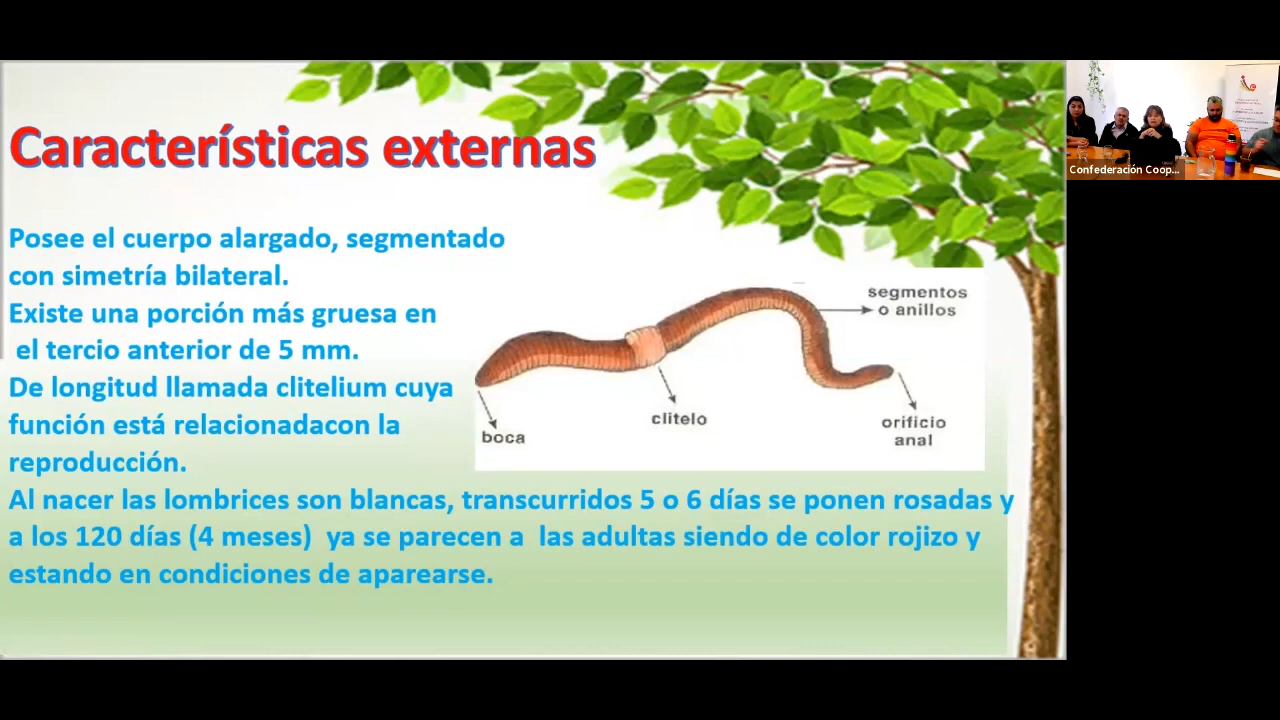 Características externas
Posee el cuerpo alargado, segmentado
con simetría bilateral.
Existe una porción más gruesa en
el tercio anterior de 5 mm.
De longitud llamada clitelium cuya
función está relacionadacon la
reproducción.
Al nacer las lombrices son blancas, transcurridos 5 o 6 días se ponen rosadas y
a los 120 días (4 meses) ya se parecen a las adultas siendo de color rojizo y
estando en condiciones de aparearse.
segmentos
o anillos
clitelo
boca
orificio
anal
Confederación Coop...